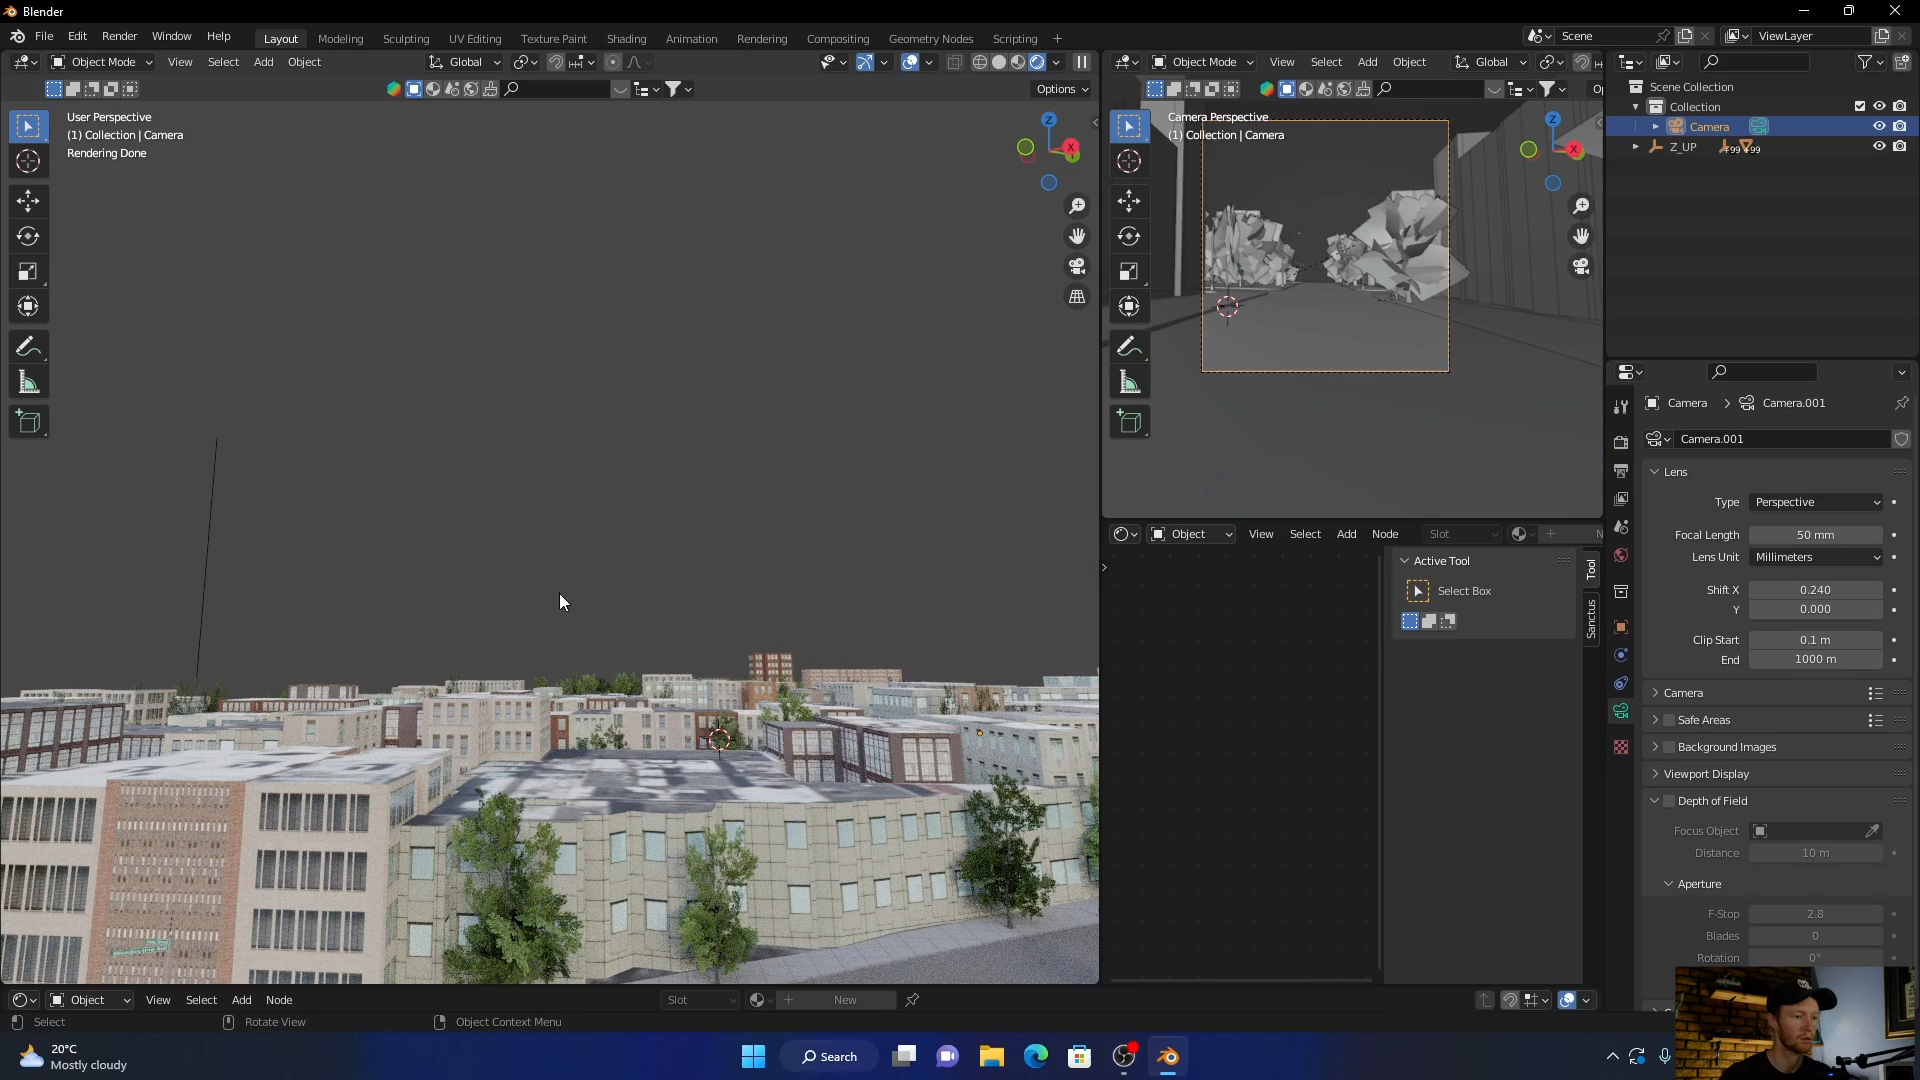 Blender
File Edit Render Window Help
Layout Modeling Sculpting UV Editing Texture Paint Shading Animation Rendering Compositing Geometry Nodes Scripting +
Scene
ViewLayer
Object Mode View Select Add Object
Global
Object Mode View Select Add Object
Global
Options
User Perspective
(1) Collection | Camera
Rendering Done
Z
X
Y
Camera Perspective
(1) Collection | Camera
Z
X
Scene Collection
Collection
Camera
Z_UP
99 99
Camera > Camera.001
Camera.001
Lens
Type Perspective
Focal Length 50 mm
Lens Unit Millimeters
Shift X 0.240
Y 0.000
Clip Start 0.1 m
End 1000 m
Camera
Safe Areas
Background Images
Viewport Display
Depth of Field
Focus Object
Distance 10 m
Aperture
F-Stop 2.8
Blades 0
Rotation 0°
Object View Select Add Node Slot
Active Tool
Select Box
Tool
Sanctus
Object View Select Add Node Slot New
Select Rotate View Object Context Menu
20°C
Mostly cloudy
Search